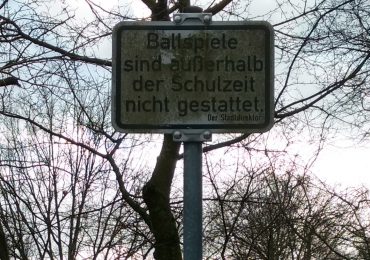 Ballspiele
sind außerhalb
der Schulzeit
nicht gestattet.
Der Stadtdirektor